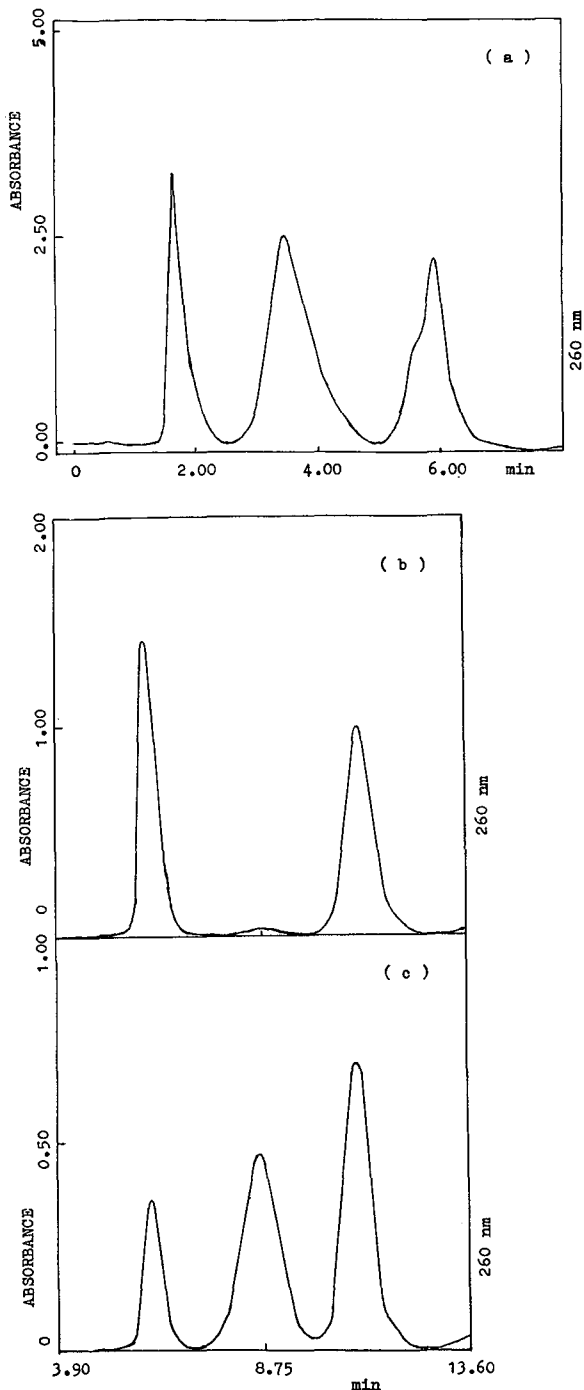 5.00
( a )
ABSORBANCE
2.50
260 nm
0.00
0 2.00 4.00 6.00 min
2.00
( b )
1.00
ABSORBANCE
260 nm
0
1.00
( c )
0.50
ABSORBANCE
260 nm
0
3.90 8.75 13.60
min